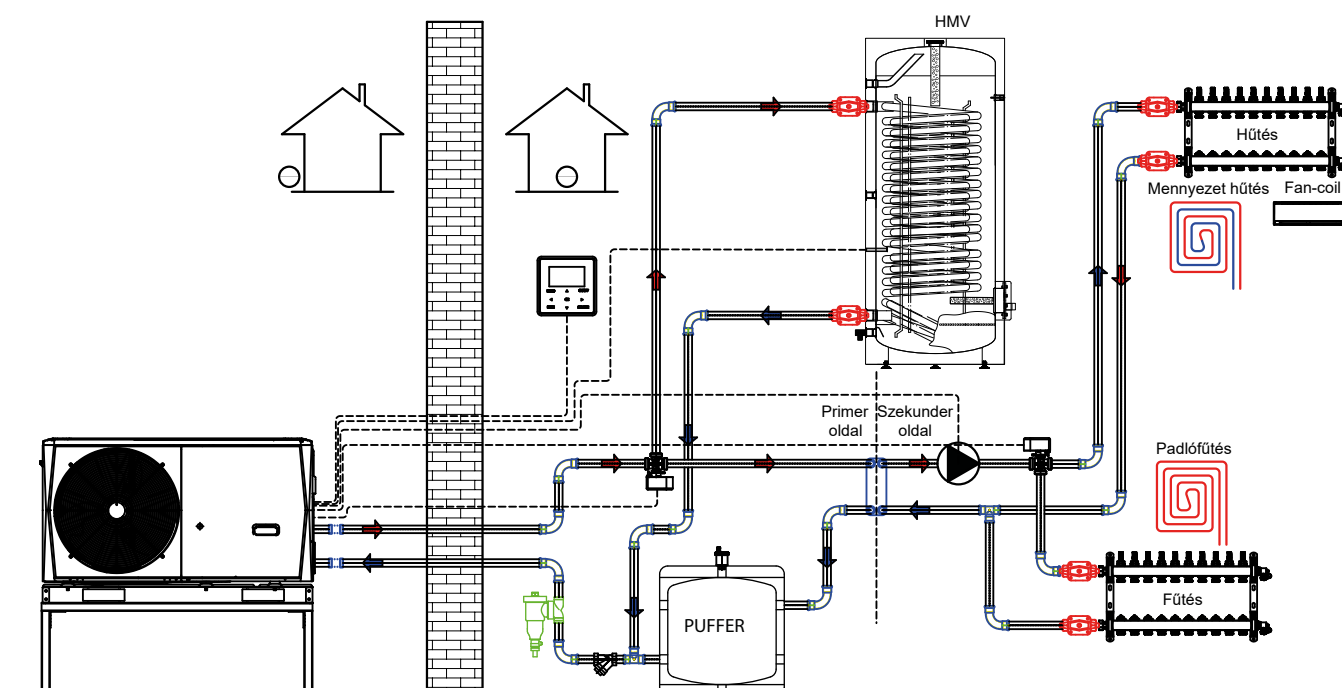 HMV
Hűtés
Mennyezet hűtés
Fan-coil
Primer
oldal
Szekunder
oldal
Padlófűtés
Fűtés
PUFFER